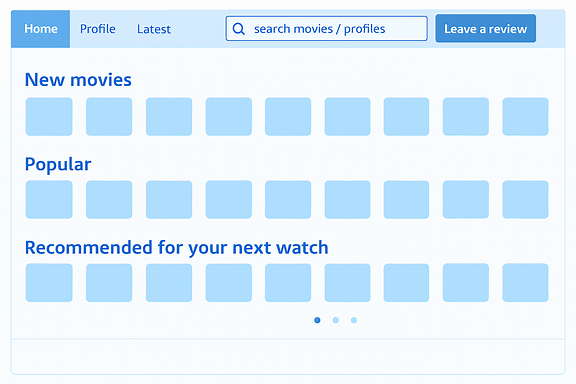 Home
Profile
Latest
search movies / profiles
Leave a review
New movies
Popular
Recommended for your next watch